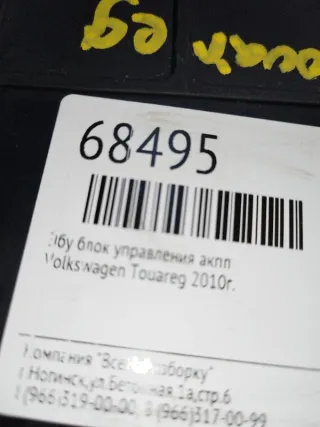 68495
Эбу блок управления акпп
Volkswagen Touareg 2010г.
Компания "Все разборку"
г.Ногинск,ул.Бетонная,1а,стр.6
8(966)319-00-00, 8(966)317-00-99